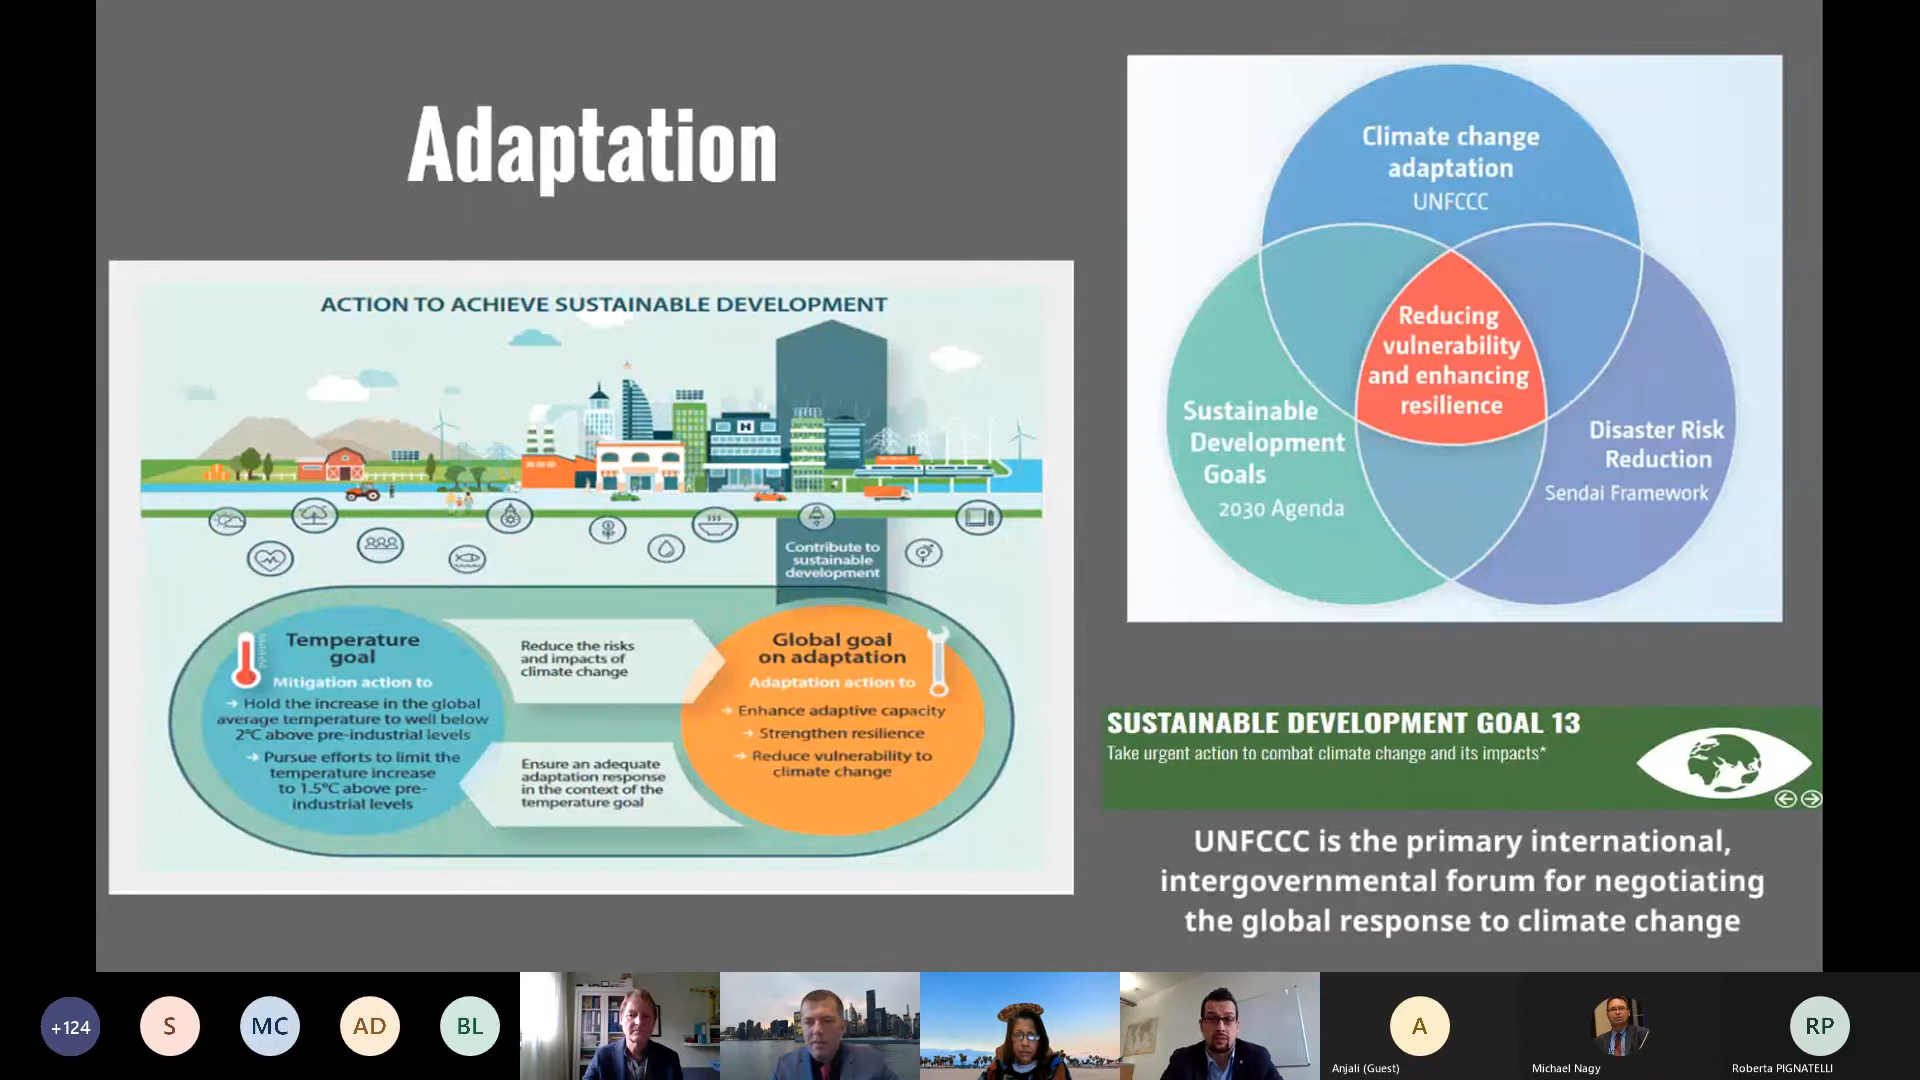 Adaptation
ACTION TO ACHIEVE SUSTAINABLE DEVELOPMENT
H
Contribute to
sustainable
development
Temperature
goal
Mitigation action to
→ Hold the increase in the global
average temperature to well below
2°C above pre-industrial levels
→ Pursue efforts to limit the
temperature increase
to 1.5°C above pre-
industrial levels
Reduce the risks
and impacts of
climate change
Ensure an adequate
adaptation response
in the context of the
temperature goal
Global goal
on adaptation
Adaptation action to
→ Enhance adaptive capacity
→ Strengthen resilience
→ Reduce vulnerability to
climate change
Climate change
adaptation
UNFCCC
Reducing
vulnerability
and enhancing
resilience
Sustainable
Development
Goals
2030 Agenda
Disaster Risk
Reduction
Sendai Framework
SUSTAINABLE DEVELOPMENT GOAL 13
Take urgent action to combat climate change and its impacts*
UNFCCC is the primary international,
intergovernmental forum for negotiating
the global response to climate change
+124
S
MC
AD
BL
A
RP
Anjali (Guest)
Michael Nagy
Roberta PIGNATELLI